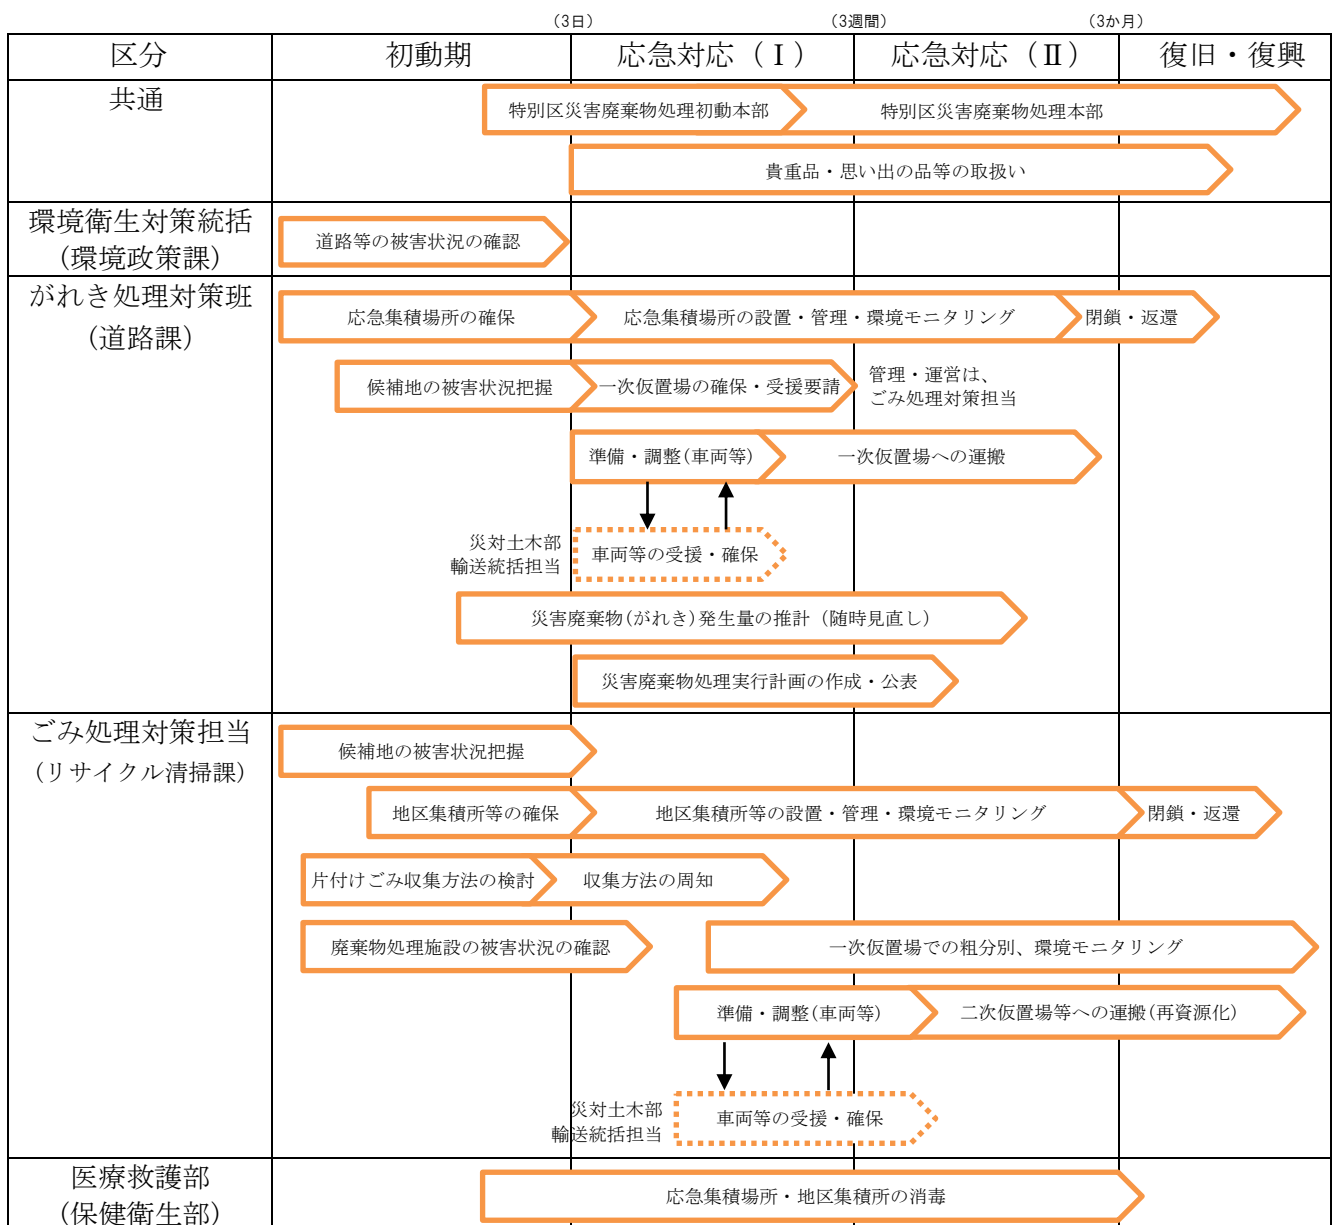 （3日）
（3週間）
（3か月）
区分
初動期
応急対応（Ⅰ）
応急対応（Ⅱ）
復旧・復興
共通
特別区災害廃棄物処理初動本部
特別区災害廃棄物処理本部
貴重品・思い出の品等の取扱い
環境衛生対策統括
（環境政策課）
道路等の被害状況の確認
がれき処理対策班
（道路課）
応急集積場所の確保
応急集積場所の設置・管理・環境モニタリング
閉鎖・返還
候補地の被害状況把握
一次仮置場の確保・受援要請
管理・運営は、
ごみ処理対策担当
準備・調整(車両等)
一次仮置場への運搬
災対土木部
輸送統括担当
車両等の受援・確保
災害廃棄物(がれき)発生量の推計（随時見直し）
災害廃棄物処理実行計画の作成・公表
ごみ処理対策担当
（リサイクル清掃課）
候補地の被害状況把握
地区集積所等の確保
地区集積所等の設置・管理・環境モニタリング
閉鎖・返還
片付けごみ収集方法の検討
収集方法の周知
廃棄物処理施設の被害状況の確認
一次仮置場での粗分別、環境モニタリング
準備・調整(車両等)
二次仮置場等への運搬(再資源化)
災対土木部
輸送統括担当
車両等の受援・確保
医療救護部
（保健衛生部）
応急集積場所・地区集積所の消毒